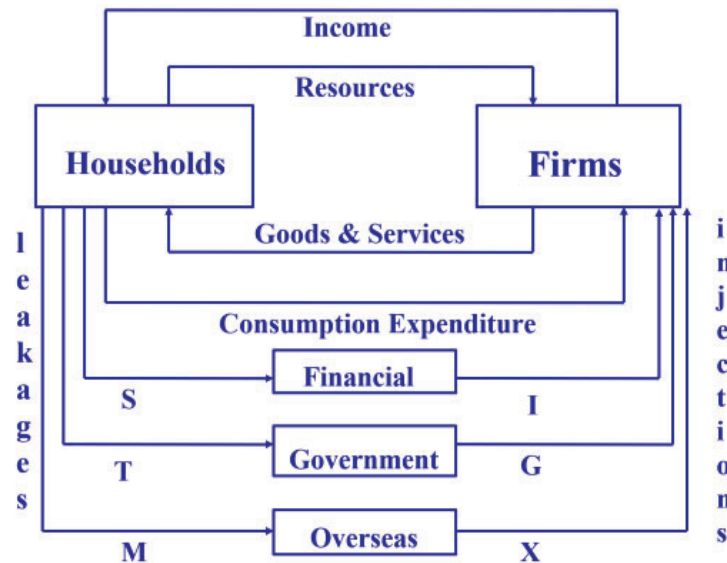 Income
Resources
Households
Firms
Goods & Services
Consumption Expenditure
leakages
injections
Financial
S
I
Government
T
G
Overseas
M
X